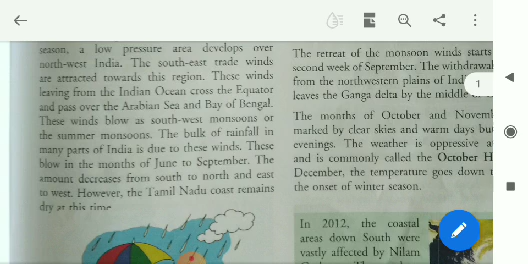 season, a low pressure area develops over
north-west India. The south-east trade winds
are attracted towards this region. These winds
leaving from the Indian Ocean cross the Equator
and pass over the Arabian Sea and Bay of Bengal.
These winds blow as south-west monsoons or
the summer monsoons. The bulk of rainfall in
many parts of India is due to these winds. These
blow in the months of June to September. The
amount decreases from south to north and east
to west. However, the Tamil Nadu coast remains
dry at this time
The retreat of the monsoon winds starts
second week of September. The withdrawal
from the northwestern plains of
leaves the Ganga delta by the middle
The months of October and
marked by clear skies and warm days
evenings. The weather is oppressive
and is commonly called the October
December, the temperature goes down
the onset of winter season.
In 2012, the coastal
areas down South were
vastly affected by Nilam
1